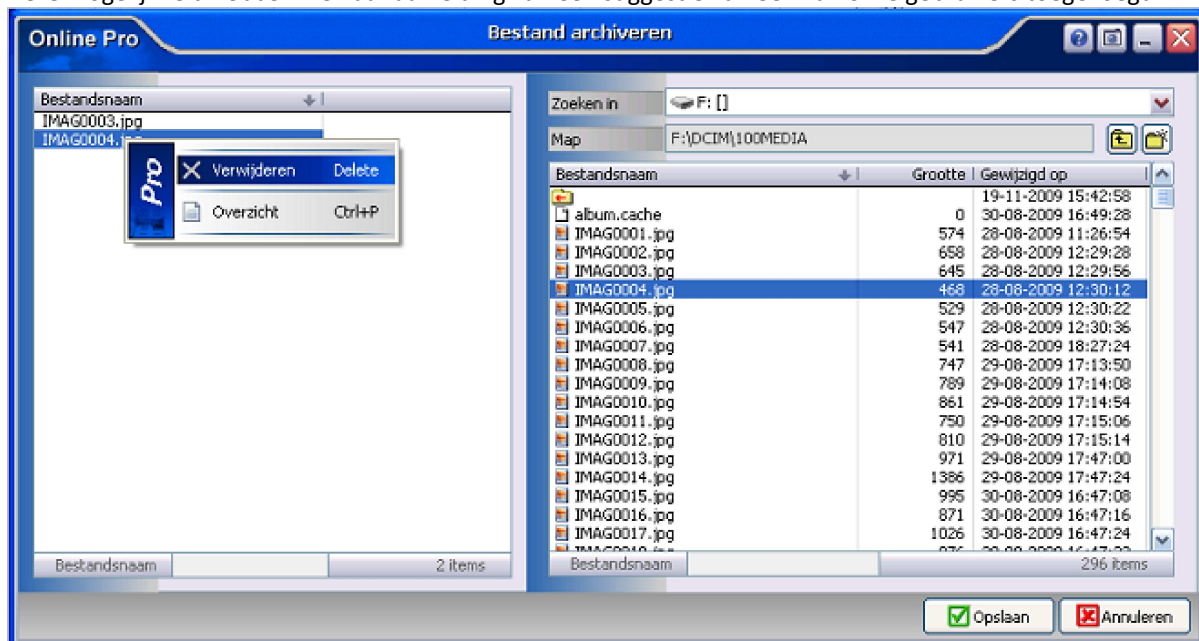 Online Pro
Bestand archiveren
Bestandsnaam
IMAG0003.jpg
IMAG0004.jpg
Pro
Verwijderen Delete
Overzicht Ctrl+P
Bestandsnaam 2 items
Zoeken in F: []
Map F:\DCIM\100MEDIA
Bestandsnaam Grootte Gewijzigd op
19-11-2009 15:42:58
album.cache 0 30-08-2009 16:49:28
IMAG0001.jpg 574 28-08-2009 11:26:54
IMAG0002.jpg 658 28-08-2009 12:29:28
IMAG0003.jpg 645 28-08-2009 12:29:56
IMAG0004.jpg 468 28-08-2009 12:30:12
IMAG0005.jpg 529 28-08-2009 12:30:22
IMAG0006.jpg 547 28-08-2009 12:30:36
IMAG0007.jpg 541 28-08-2009 18:27:24
IMAG0008.jpg 747 29-08-2009 17:13:50
IMAG0009.jpg 789 29-08-2009 17:14:08
IMAG0010.jpg 861 29-08-2009 17:14:54
IMAG0011.jpg 750 29-08-2009 17:15:06
IMAG0012.jpg 810 29-08-2009 17:15:14
IMAG0013.jpg 971 29-08-2009 17:47:00
IMAG0014.jpg 1386 29-08-2009 17:47:24
IMAG0015.jpg 995 30-08-2009 16:47:08
IMAG0016.jpg 871 30-08-2009 16:47:16
IMAG0017.jpg 1026 30-08-2009 16:47:24
Bestandsnaam 296 items
Opslaan Annuleren